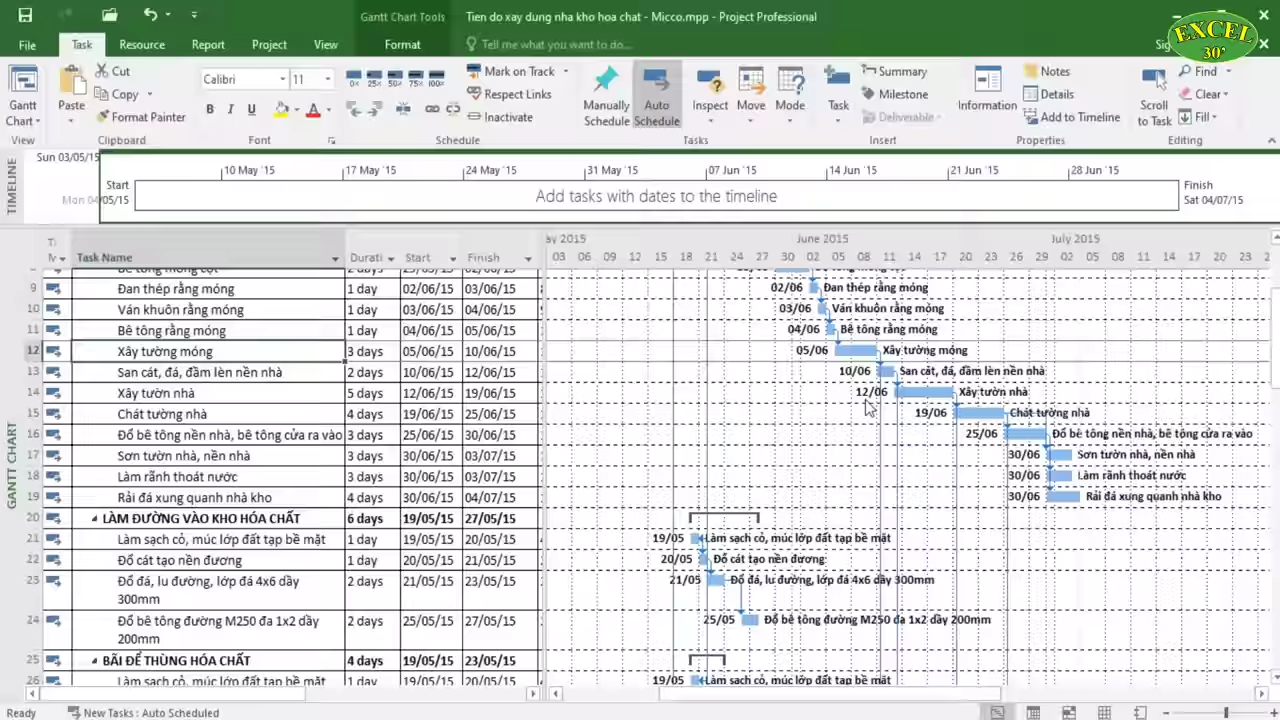 Gantt Chart Tools
Tien do xay dung nha kho hoa chat - Micco.mpp - Project Professional
EXCEL
30'
File Task Resource Report Project View Format Tell me what you want to do...
Cut
Copy
Format Painter
Gantt Chart
Paste
Calibri 11
B I U A
0% 25% 50% 75% 100%
Mark on Track
Respect Links
Inactivate
Manually Schedule
Auto Schedule
Inspect Move Mode
Task
Summary
Milestone
Deliverable
Information
Notes
Details
Add to Timeline
Scroll to Task
Find
Clear
Fill
View Clipboard Font Schedule Tasks Insert Properties Editing
TIMELINE
Sun 03/05/15
10 May '15 17 May '15 24 May '15 31 May '15 07 Jun '15 14 Jun '15 21 Jun '15 28 Jun '15
Start
Mon 04/05/15
Add tasks with dates to the timeline
Finish
Sat 04/07/15
GANTT CHART
Task Name Durati Start Finish
June 2015 July 2015
03 06 09 12 15 18 21 24 27 30 02 05 08 11 14 17 20 23 26 29 02
9 Đan thép rằng móng 1 day 02/06/15 03/06/15 02/06 Đan thép rằng móng
10 Ván khuôn rằng móng 1 day 03/06/15 04/06/15 03/06 Ván khuôn rằng móng
11 Bê tông rằng móng 1 day 04/06/15 05/06/15 04/06 Bê tông rằng móng
12 Xây tường móng 3 days 05/06/15 10/06/15 05/06 Xây tường móng
13 San cát, đá, đầm lèn nền nhà 2 days 10/06/15 12/06/15 10/06 San cát, đá, đầm lèn nền nhà
14 Xây tườn nhà 5 days 12/06/15 19/06/15 12/06 Xây tườn nhà
15 Chát tường nhà 4 days 19/06/15 25/06/15 19/06 Chát tường nhà
16 Đổ bê tông nền nhà, bê tông cửa ra vào 3 days 25/06/15 30/06/15 25/06 Đổ bê tông nền nhà, bê tông cửa ra vào
17 Sơn tườn nhà, nền nhà 3 days 30/06/15 03/07/15 30/06 Sơn tườn nhà, nền nhà
18 Làm rãnh thoát nước 3 days 30/06/15 03/07/15 30/06 Làm rãnh thoát nước
19 Rải đá xung quanh nhà kho 4 days 30/06/15 04/07/15 30/06 Rải đá xung quanh nhà kho
20 LÀM ĐƯỜNG VÀO KHO HÓA CHẤT 6 days 19/05/15 27/05/15
21 Làm sạch cỏ, múc lớp đất tạp bề mặt 1 day 19/05/15 20/05/15 19/05 Làm sạch cỏ, múc lớp đất tạp bề mặt
22 Đổ cát tạo nền đương 1 day 20/05/15 21/05/15 20/05 Đổ cát tạo nền đương
23 Đổ đá, lu đường, lớp đá 4x6 dầy 300mm 2 days 21/05/15 23/05/15 21/05 Đổ đá, lu đường, lớp đá 4x6 dầy 300mm
24 Đổ bê tông đường M250 đa 1x2 dầy 200mm 2 days 25/05/15 27/05/15 25/05 Đổ bê tông đường M250 đa 1x2 dầy 200mm
25 BÃI ĐỂ THÙNG HÓA CHẤT 4 days 19/05/15 23/05/15
26 Làm sạch cỏ, múc lớp đất tạp bề mặt 1 day 19/05/15 20/05/15 19/05 Làm sạch cỏ, múc lớp đất tạp bề mặt
Ready New Tasks : Auto Scheduled